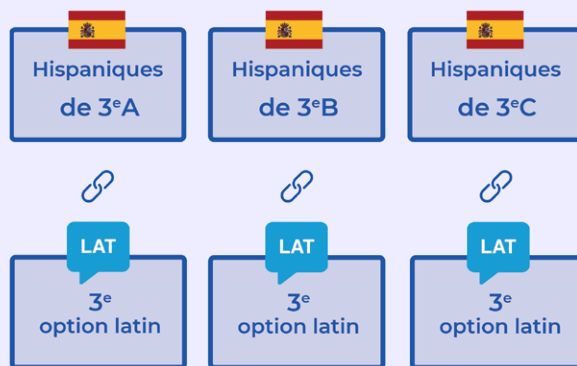 Hispaniques
de 3ᵉA
Hispaniques
de 3ᵉB
Hispaniques
de 3ᵉC
LAT
3ᵉ
option latin
LAT
3ᵉ
option latin
LAT
3ᵉ
option latin